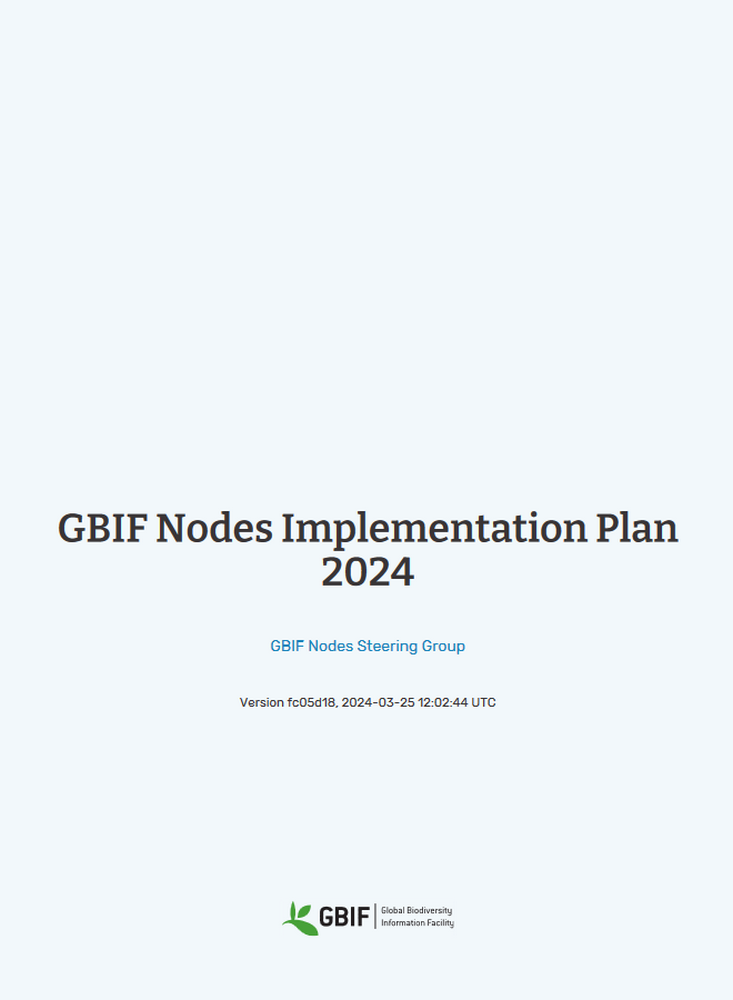 GBIF Nodes Implementation Plan
2024
GBIF Nodes Steering Group
Version fc05d18, 2024-03-25 12:02:44 UTC
GBIF
Global Biodiversity
Information Facility